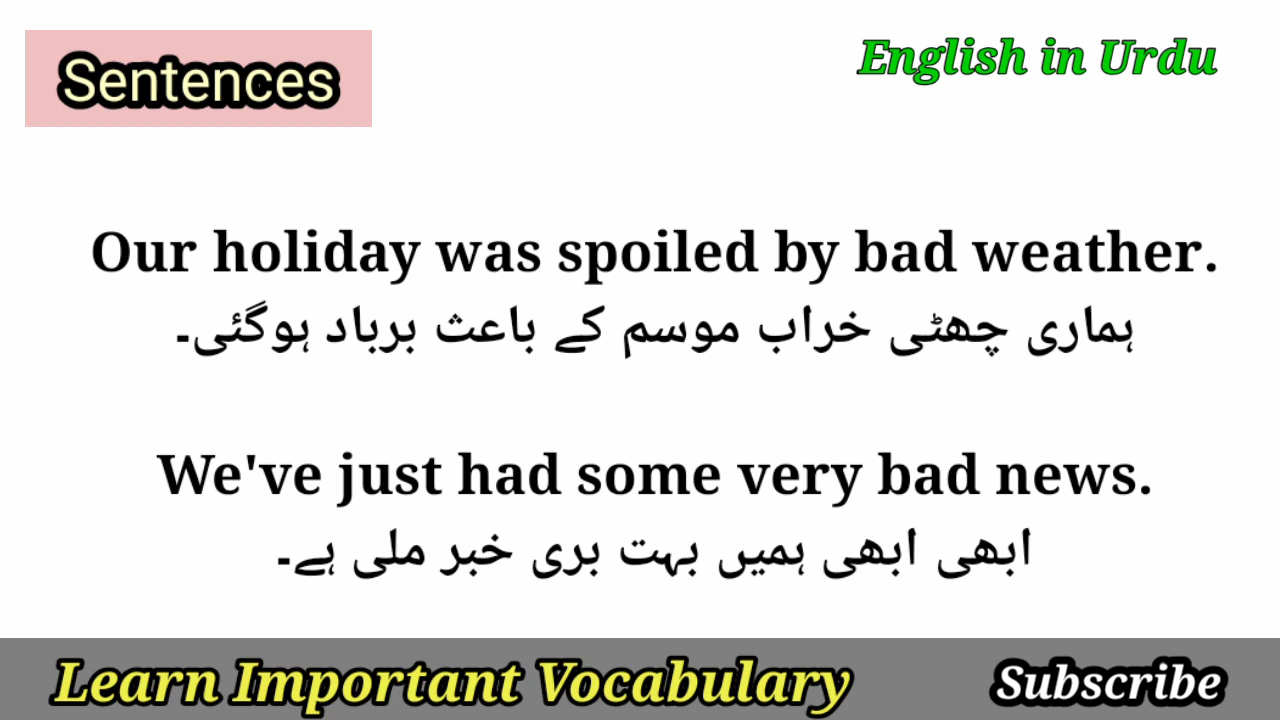 Sentences
English in Urdu
Our holiday was spoiled by bad weather.
ہماری چھٹی خراب موسم کے باعث برباد ہوگئی۔
We've just had some very bad news.
ابھی ابھی ہمیں بہت بری خبر ملی ہے۔
Learn Important Vocabulary
Subscribe